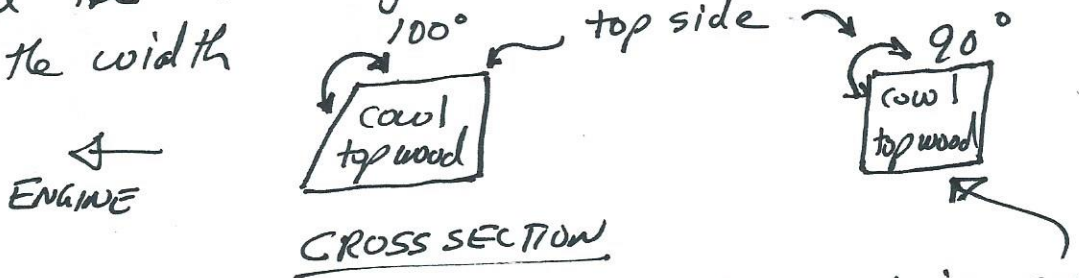 the width
100°
top side
90°
cowl
top wood
cowl
top wood
ENGINE
CROSS SECTION